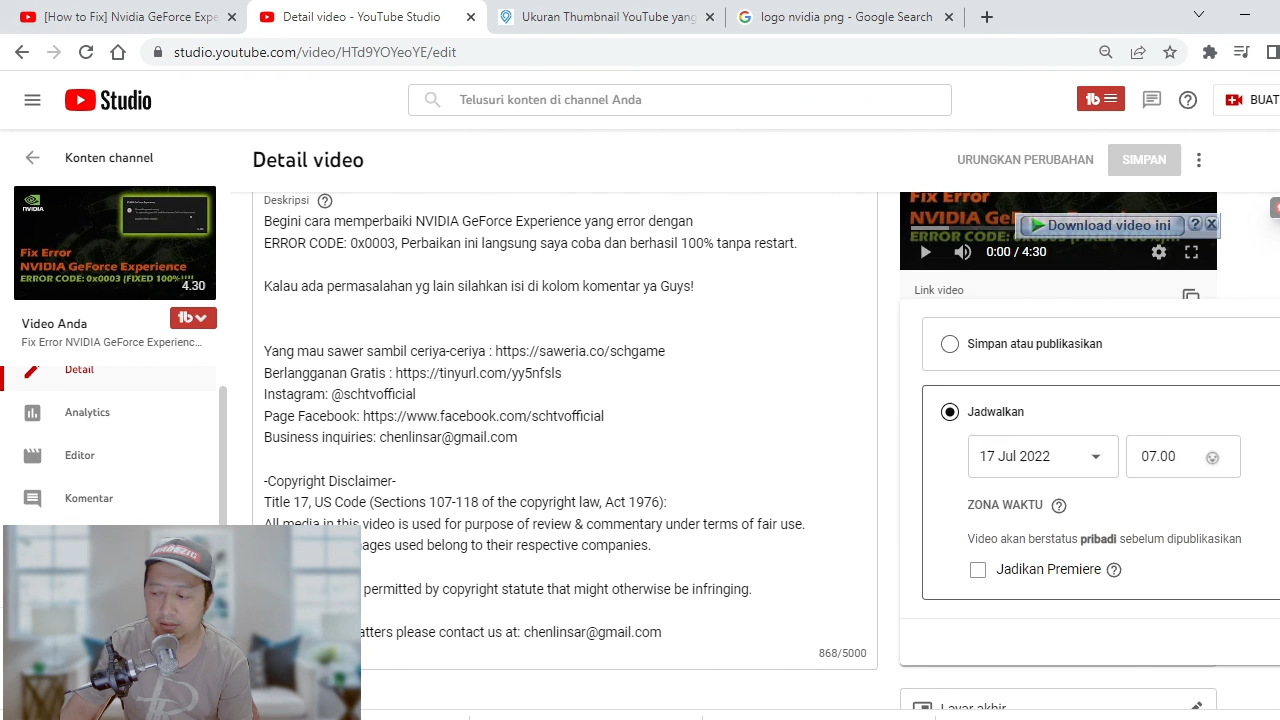 [How to Fix] Nvidia GeForce Expe
Detail video - YouTube Studio
Ukuran Thumbnail YouTube yang
logo nvidia png - Google Search
studio.youtube.com/video/HTd9YOYeoYE/edit
Studio
Telusuri konten di channel Anda
BUAT
Konten channel
Detail video
URUNGKAN PERUBAHAN
SIMPAN
NVIDIA
Fix Error
NVIDIA GeForce Experience
ERROR CODE: 0x0003 (FIXED 100%!!!!
4.30
Video Anda
Fix Error NVIDIA GeForce Experienc...
Detail
Analytics
Editor
Komentar
Deskripsi
Begini cara memperbaiki NVIDIA GeForce Experience yang error dengan
ERROR CODE: 0x0003, Perbaikan ini langsung saya coba dan berhasil 100% tanpa restart.
Kalau ada permasalahan yg lain silahkan isi di kolom komentar ya Guys!
Yang mau sawer sambil ceriya-ceriya : https://saweria.co/schgame
Berlangganan Gratis : https://tinyurl.com/yy5nfsls
Instagram: @schtvofficial
Page Facebook: https://www.facebook.com/schtvofficial
Business inquiries: chenlinsar@gmail.com
-Copyright Disclaimer-
Title 17, US Code (Sections 107-118 of the copyright law, Act 1976):
All media in this video is used for purpose of review & commentary under terms of fair use.
ages used belong to their respective companies.
permitted by copyright statute that might otherwise be infringing.
atters please contact us at: chenlinsar@gmail.com
868/5000
Fix Error
NVIDIA Ge
ERROR CODE:
Download video ini
0:00 / 4:30
Link video
Simpan atau publikasikan
Jadwalkan
17 Jul 2022
07.00
ZONA WAKTU
Video akan berstatus pribadi sebelum dipublikasikan
Jadikan Premiere
Layar akhir